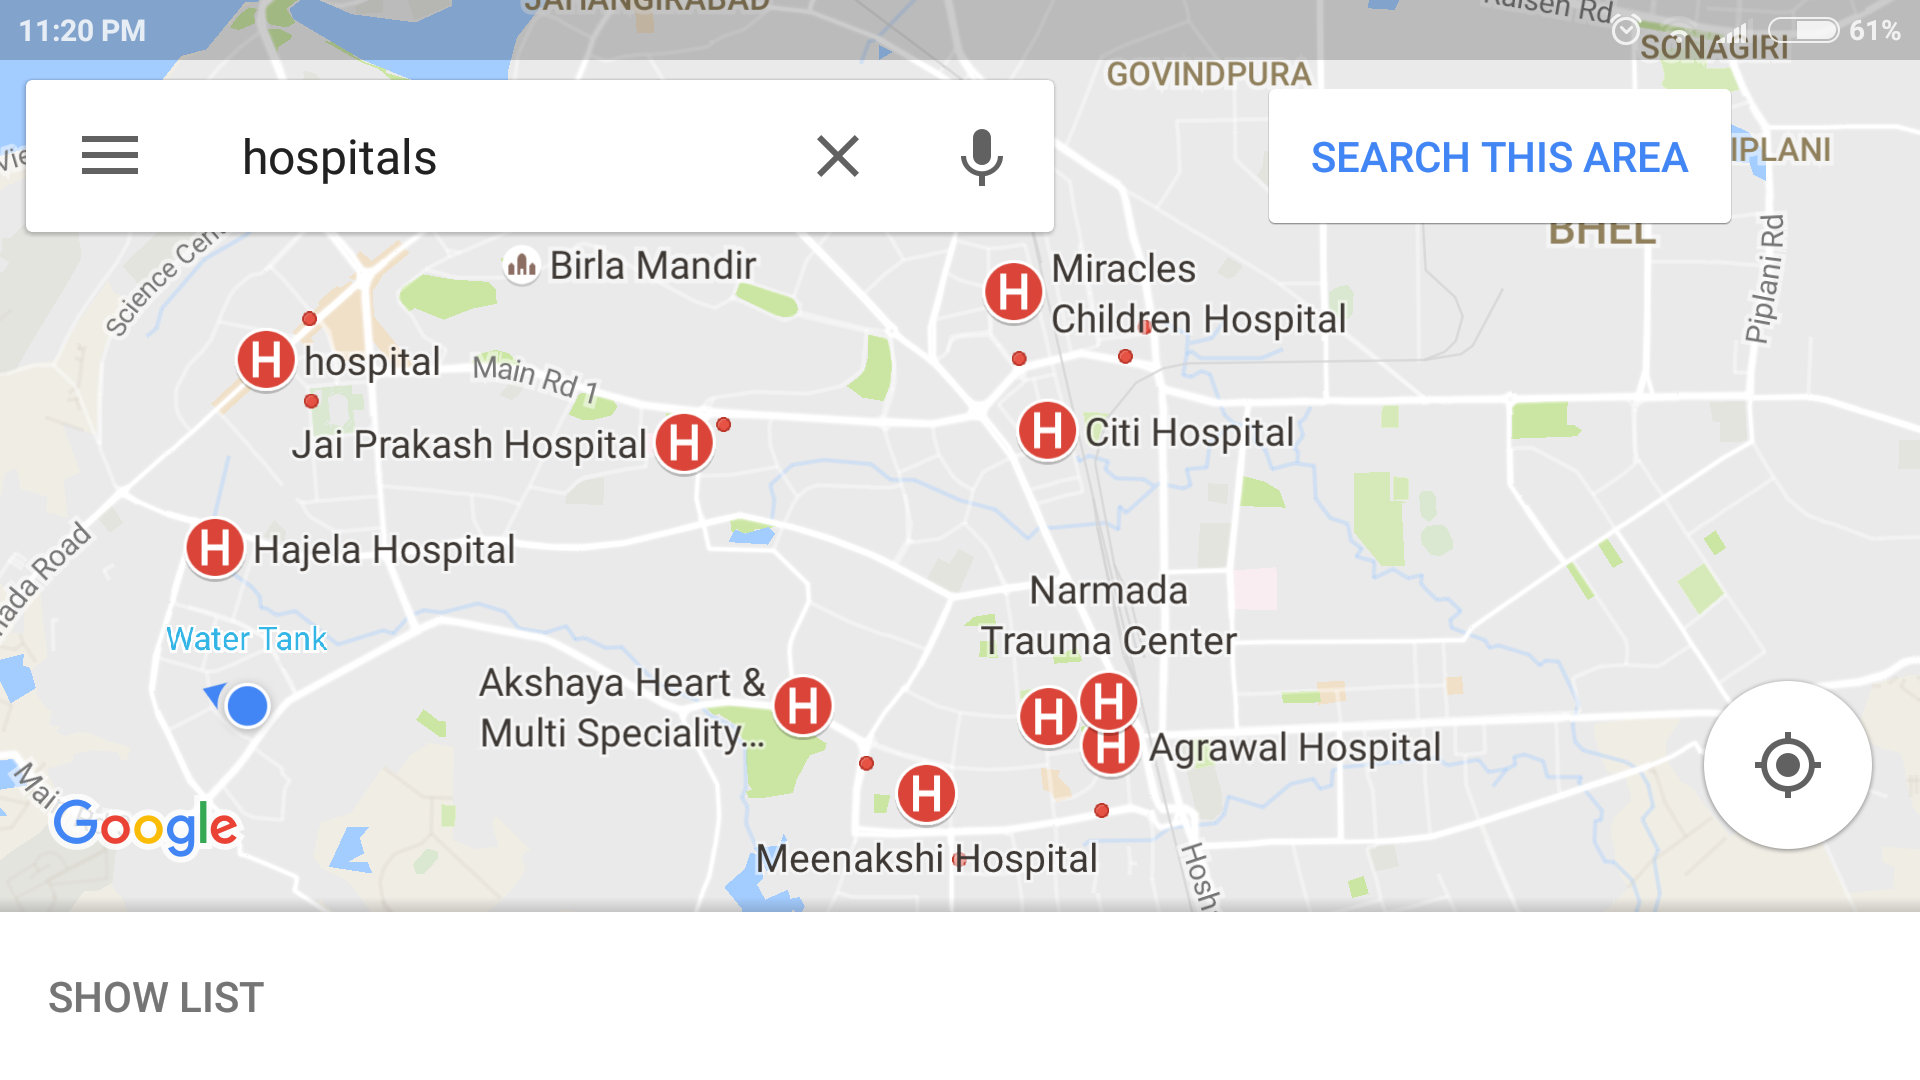 JAHANGIRABAD
Raisen Rd
11:20 PM
61%
SONAGIRI
GOVINDPURA
hospitals
SEARCH THIS AREA
IPLANI
BHEL
Science Cent
Birla Mandir
Miracles
Children Hospital
Piplani Rd
hospital
Main Rd 1
Jai Prakash Hospital
Citi Hospital
Hajela Hospital
ada Road
Narmada
Trauma Center
Water Tank
Akshaya Heart &
Multi Speciality...
Agrawal Hospital
Mai
Google
Meenakshi Hospital
Hosh
SHOW LIST